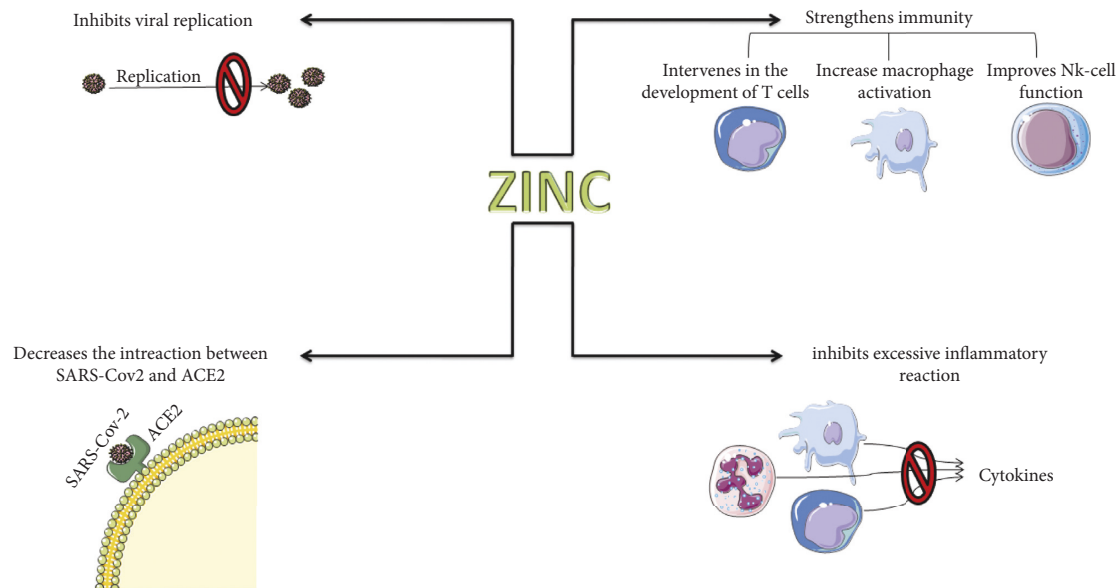 Inhibits viral replication
Replication
Strengthens immunity
Intervenes in the
development of T cells
Increase macrophage
activation
Improves Nk-cell
function
ZINC
Decreases the intreaction between
SARS-Cov2 and ACE2
SARS-Cov-2
ACE2
inhibits excessive inflammatory
reaction
Cytokines